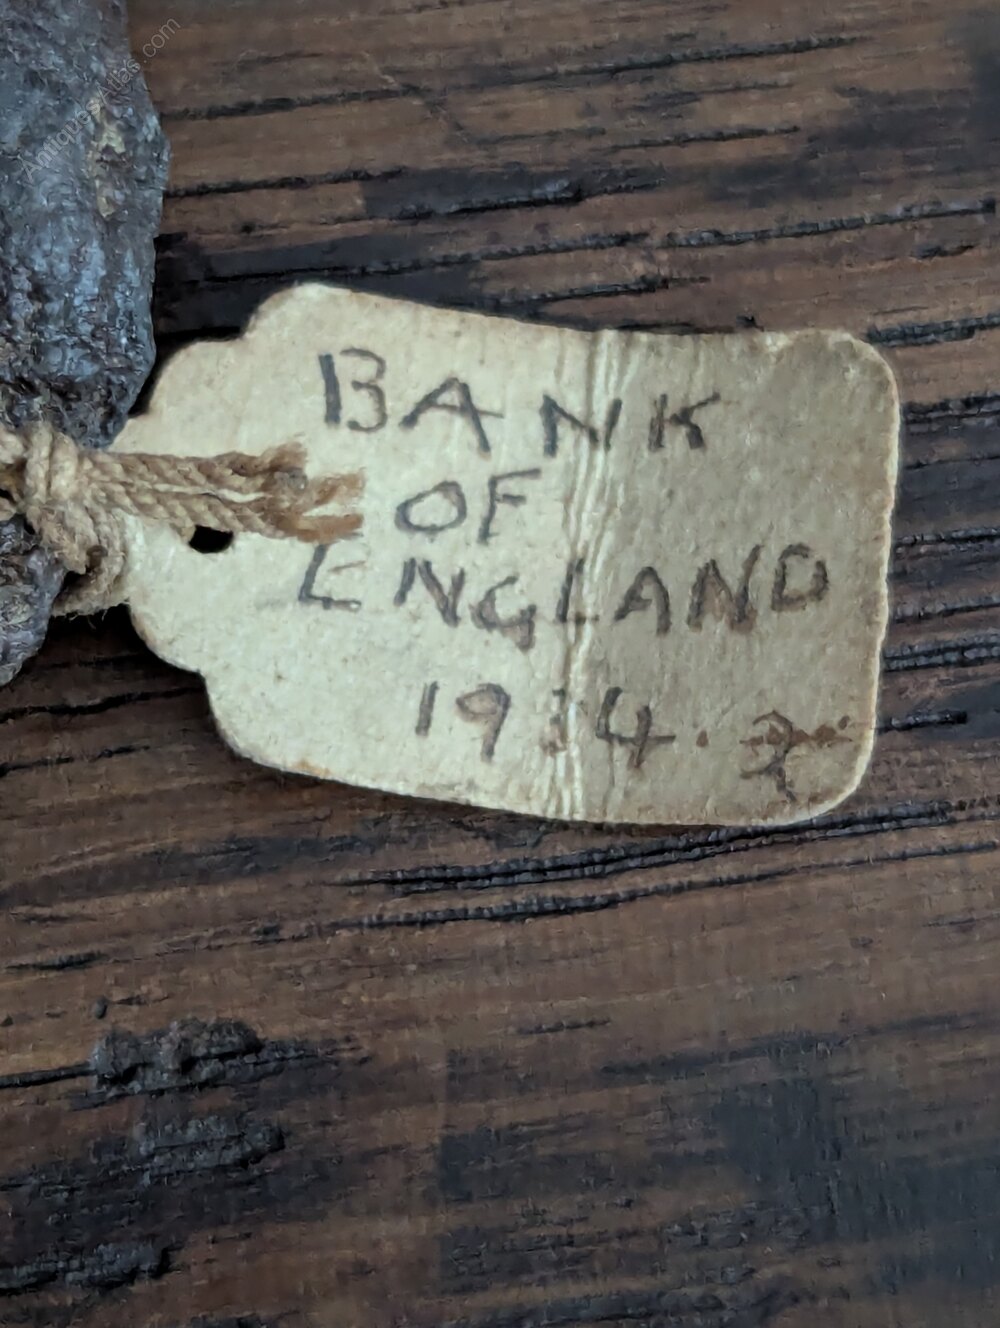 AntiquesAtlas.com
BANK
OF
ENGLAND
1934.